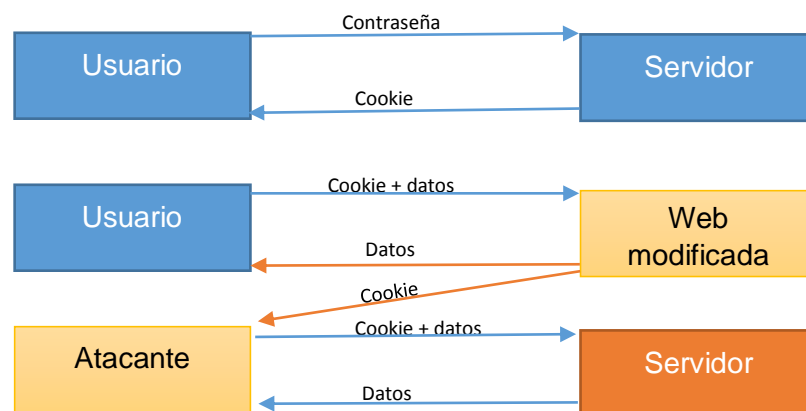 Contraseña
Usuario
Servidor
Cookie
Cookie + datos
Usuario
Web
modificada
Datos
Cookie
Cookie + datos
Atacante
Servidor
Datos